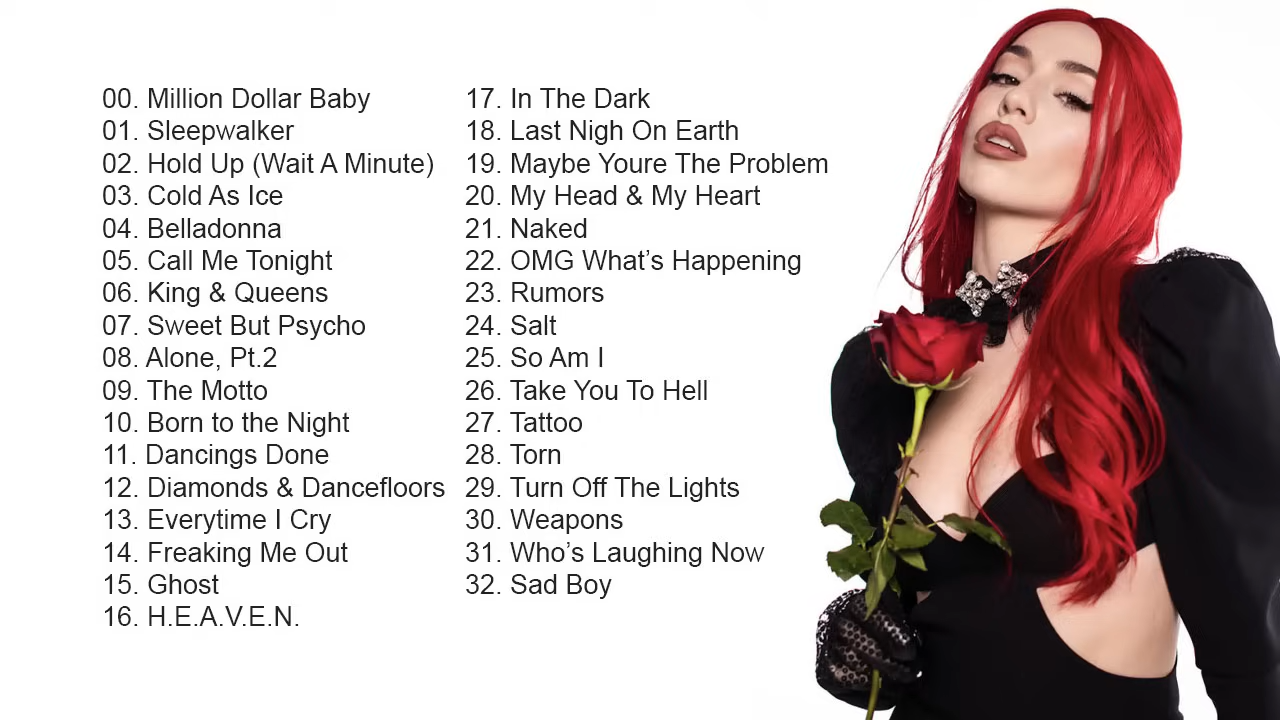 00. Million Dollar Baby
01. Sleepwalker
02. Hold Up (Wait A Minute)
03. Cold As Ice
04. Belladonna
05. Call Me Tonight
06. King & Queens
07. Sweet But Psycho
08. Alone, Pt.2
09. The Motto
10. Born to the Night
11. Dancings Done
12. Diamonds & Dancefloors
13. Everytime I Cry
14. Freaking Me Out
15. Ghost
16. H.E.A.V.E.N.
17. In The Dark
18. Last Nigh On Earth
19. Maybe Youre The Problem
20. My Head & My Heart
21. Naked
22. OMG What’s Happening
23. Rumors
24. Salt
25. So Am I
26. Take You To Hell
27. Tattoo
28. Torn
29. Turn Off The Lights
30. Weapons
31. Who’s Laughing Now
32. Sad Boy